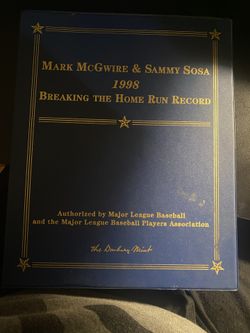 MARK MCGWIRE & SAMMY SOSA
1998
BREAKING THE HOME RUN RECORD
Authorized by Major League Baseball
and the Major League Baseball Players Association
The Danbury Mint